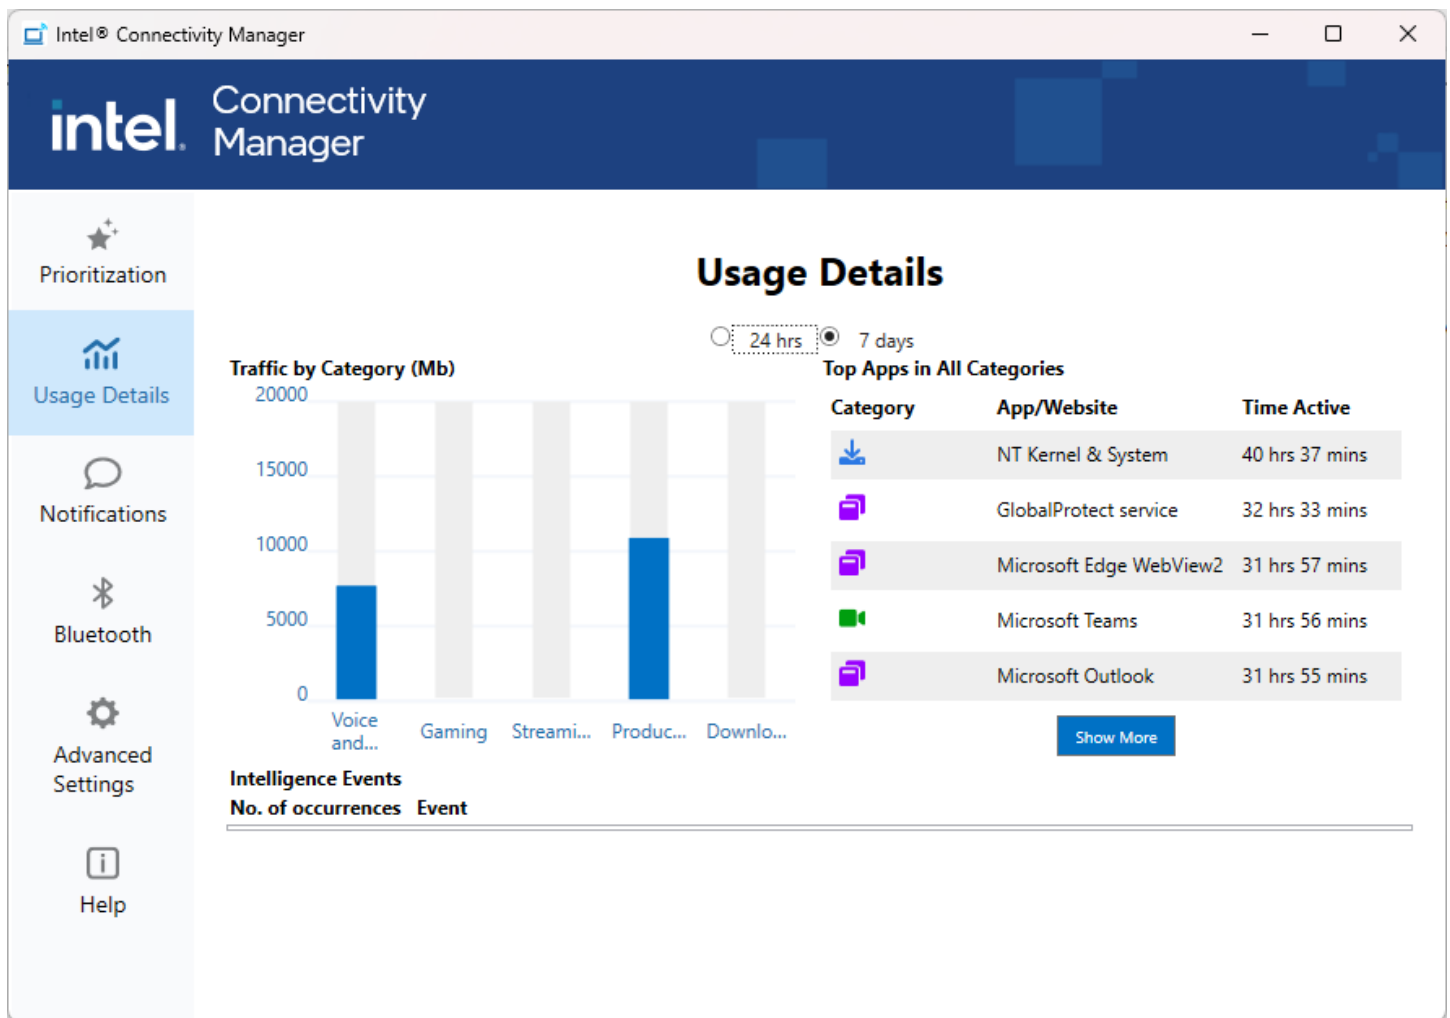 Intel® Connectivity Manager
intel.
Connectivity
Manager
Prioritization
Usage Details
Notifications
Bluetooth
Advanced
Settings
Help
Usage Details
24 hrs
7 days
Traffic by Category (Mb)
20000
15000
10000
5000
0
Voice
and...
Gaming
Streami...
Produc...
Downlo...
Top Apps in All Categories
Category App/Website Time Active
NT Kernel & System 40 hrs 37 mins
GlobalProtect service 32 hrs 33 mins
Microsoft Edge WebView2 31 hrs 57 mins
Microsoft Teams 31 hrs 56 mins
Microsoft Outlook 31 hrs 55 mins
Show More
Intelligence Events
No. of occurrences Event